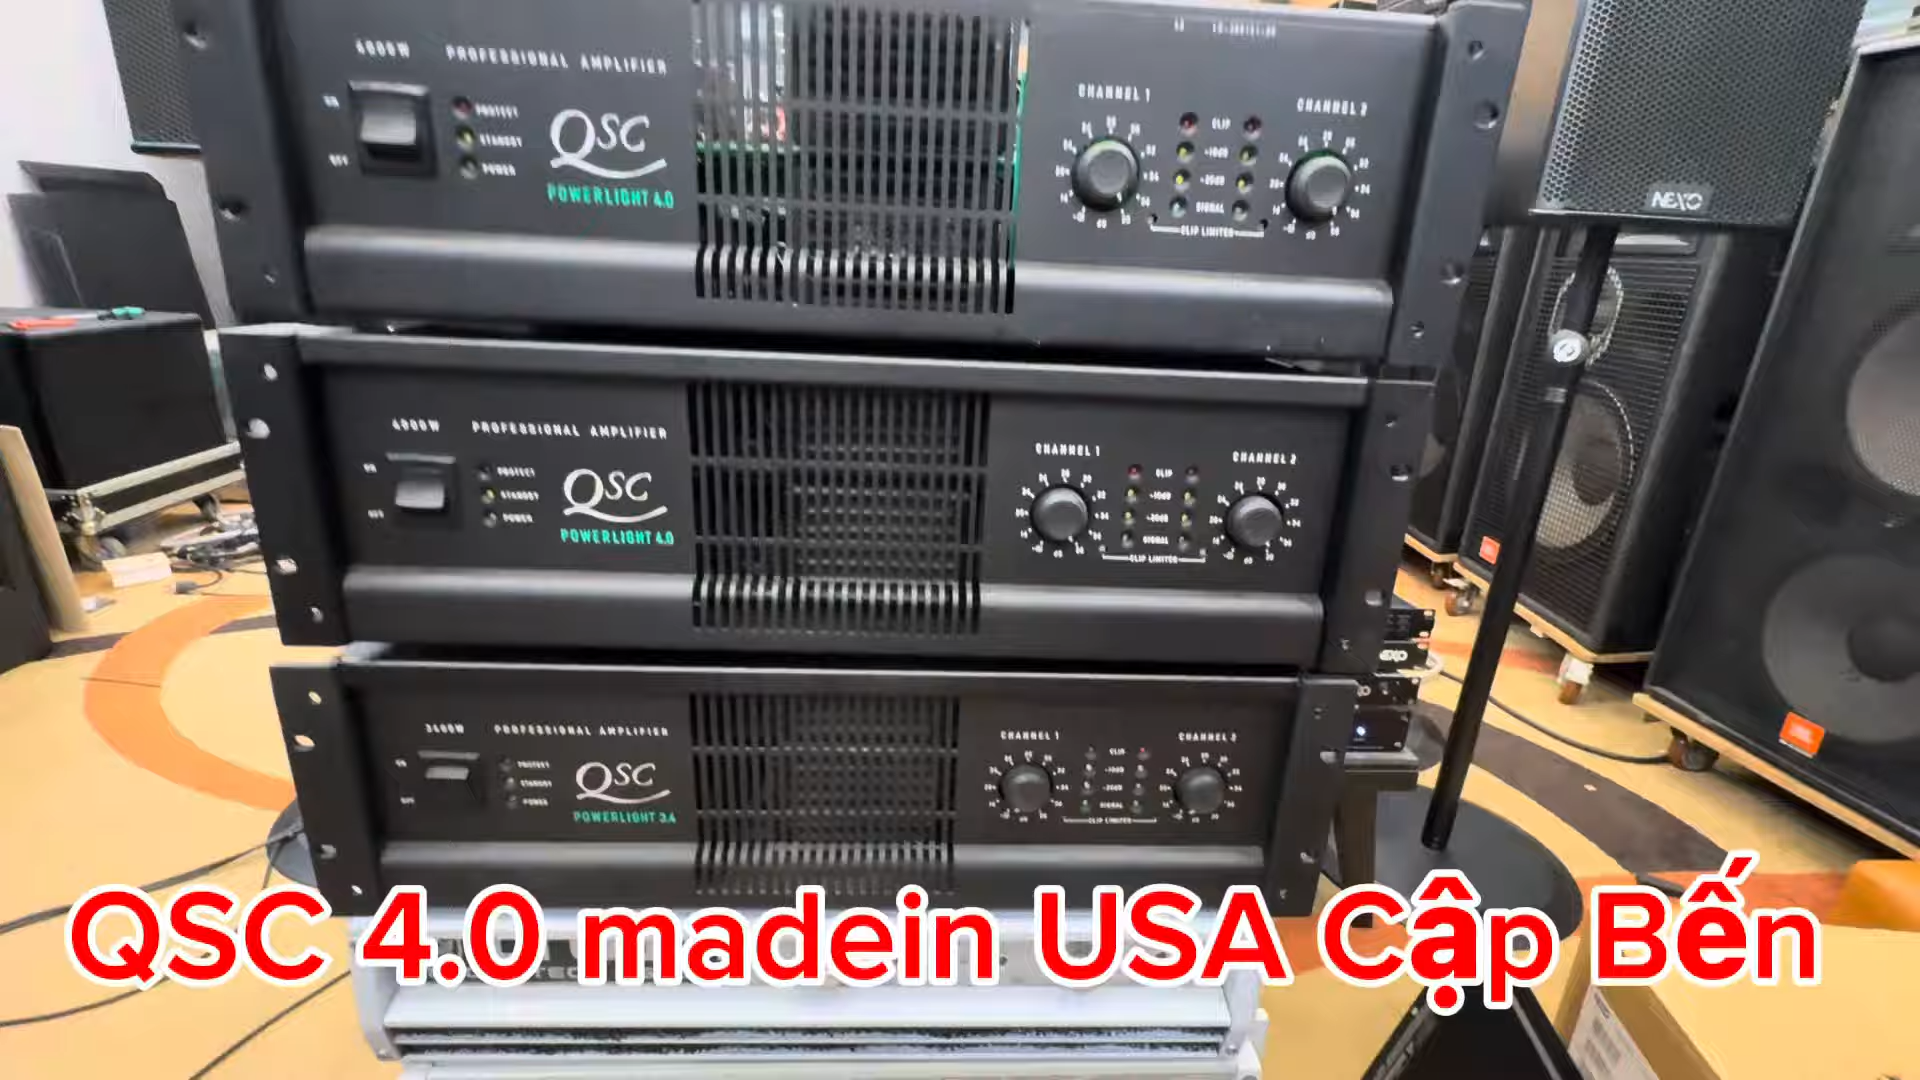 4000W PROFESSIONAL AMPLIFIER
ON
OFF
PROTECT
STANDBY
POWER
QSC
POWERLIGHT 4.0
CHANNEL 1
CHANNEL 2
CLIP
-10dB
-20dB
SIGNAL
CLIP LIMITER
NEXO
4000W PROFESSIONAL AMPLIFIER
ON
OFF
PROTECT
STANDBY
POWER
QSC
POWERLIGHT 4.0
CHANNEL 1
CHANNEL 2
CLIP
-10dB
-20dB
SIGNAL
CLIP LIMITER
JBL
NEXO
3400W PROFESSIONAL AMPLIFIER
ON
OFF
PROTECT
STANDBY
POWER
QSC
POWERLIGHT 3.4
CHANNEL 1
CHANNEL 2
CLIP
-10dB
-20dB
SIGNAL
CLIP LIMITER
JBL
QSC 4.0 madein USA Cập Bến